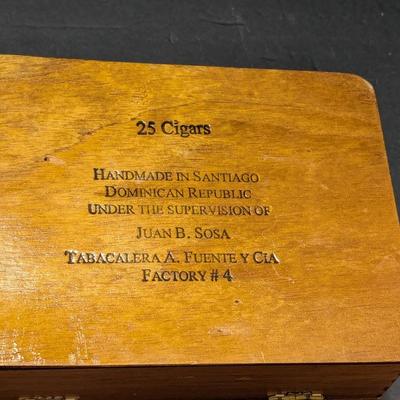 25 Cigars
HANDMADE IN SANTIAGO
DOMINICAN REPUBLIC
UNDER THE SUPERVISION OF
JUAN B. SOSA
TABACALERA A. FUENTE Y CIA
FACTORY # 4